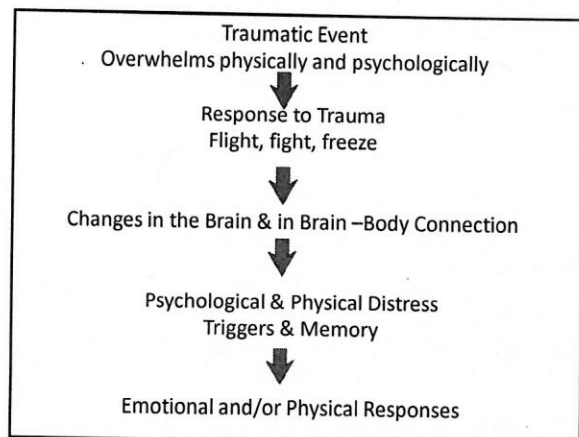 Traumatic Event
Overwhelms physically and psychologically
Response to Trauma
Flight, fight, freeze
Changes in the Brain & in Brain –Body Connection
Psychological & Physical Distress
Triggers & Memory
Emotional and/or Physical Responses